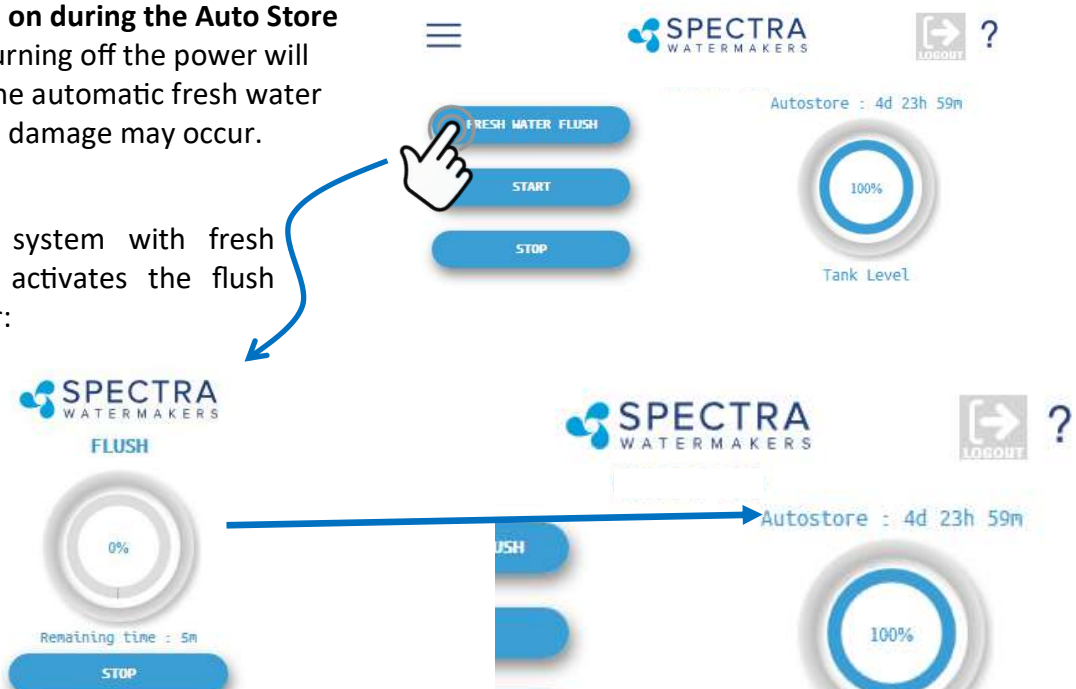 on during the Auto Store
urning off the power will
he automatic fresh water
damage may occur.
system with fresh
activates the flush
r:
SPECTRA
WATERMAKERS
LOGOUT
?
RESH WATER FLUSH
START
STOP
Autostore : 4d 23h 59m
100%
Tank Level
SPECTRA
WATERMAKERS
FLUSH
0%
Remaining time : 5m
STOP
SPECTRA
WATERMAKERS
LOGOUT
?
Autostore : 4d 23h 59m
USH
100%